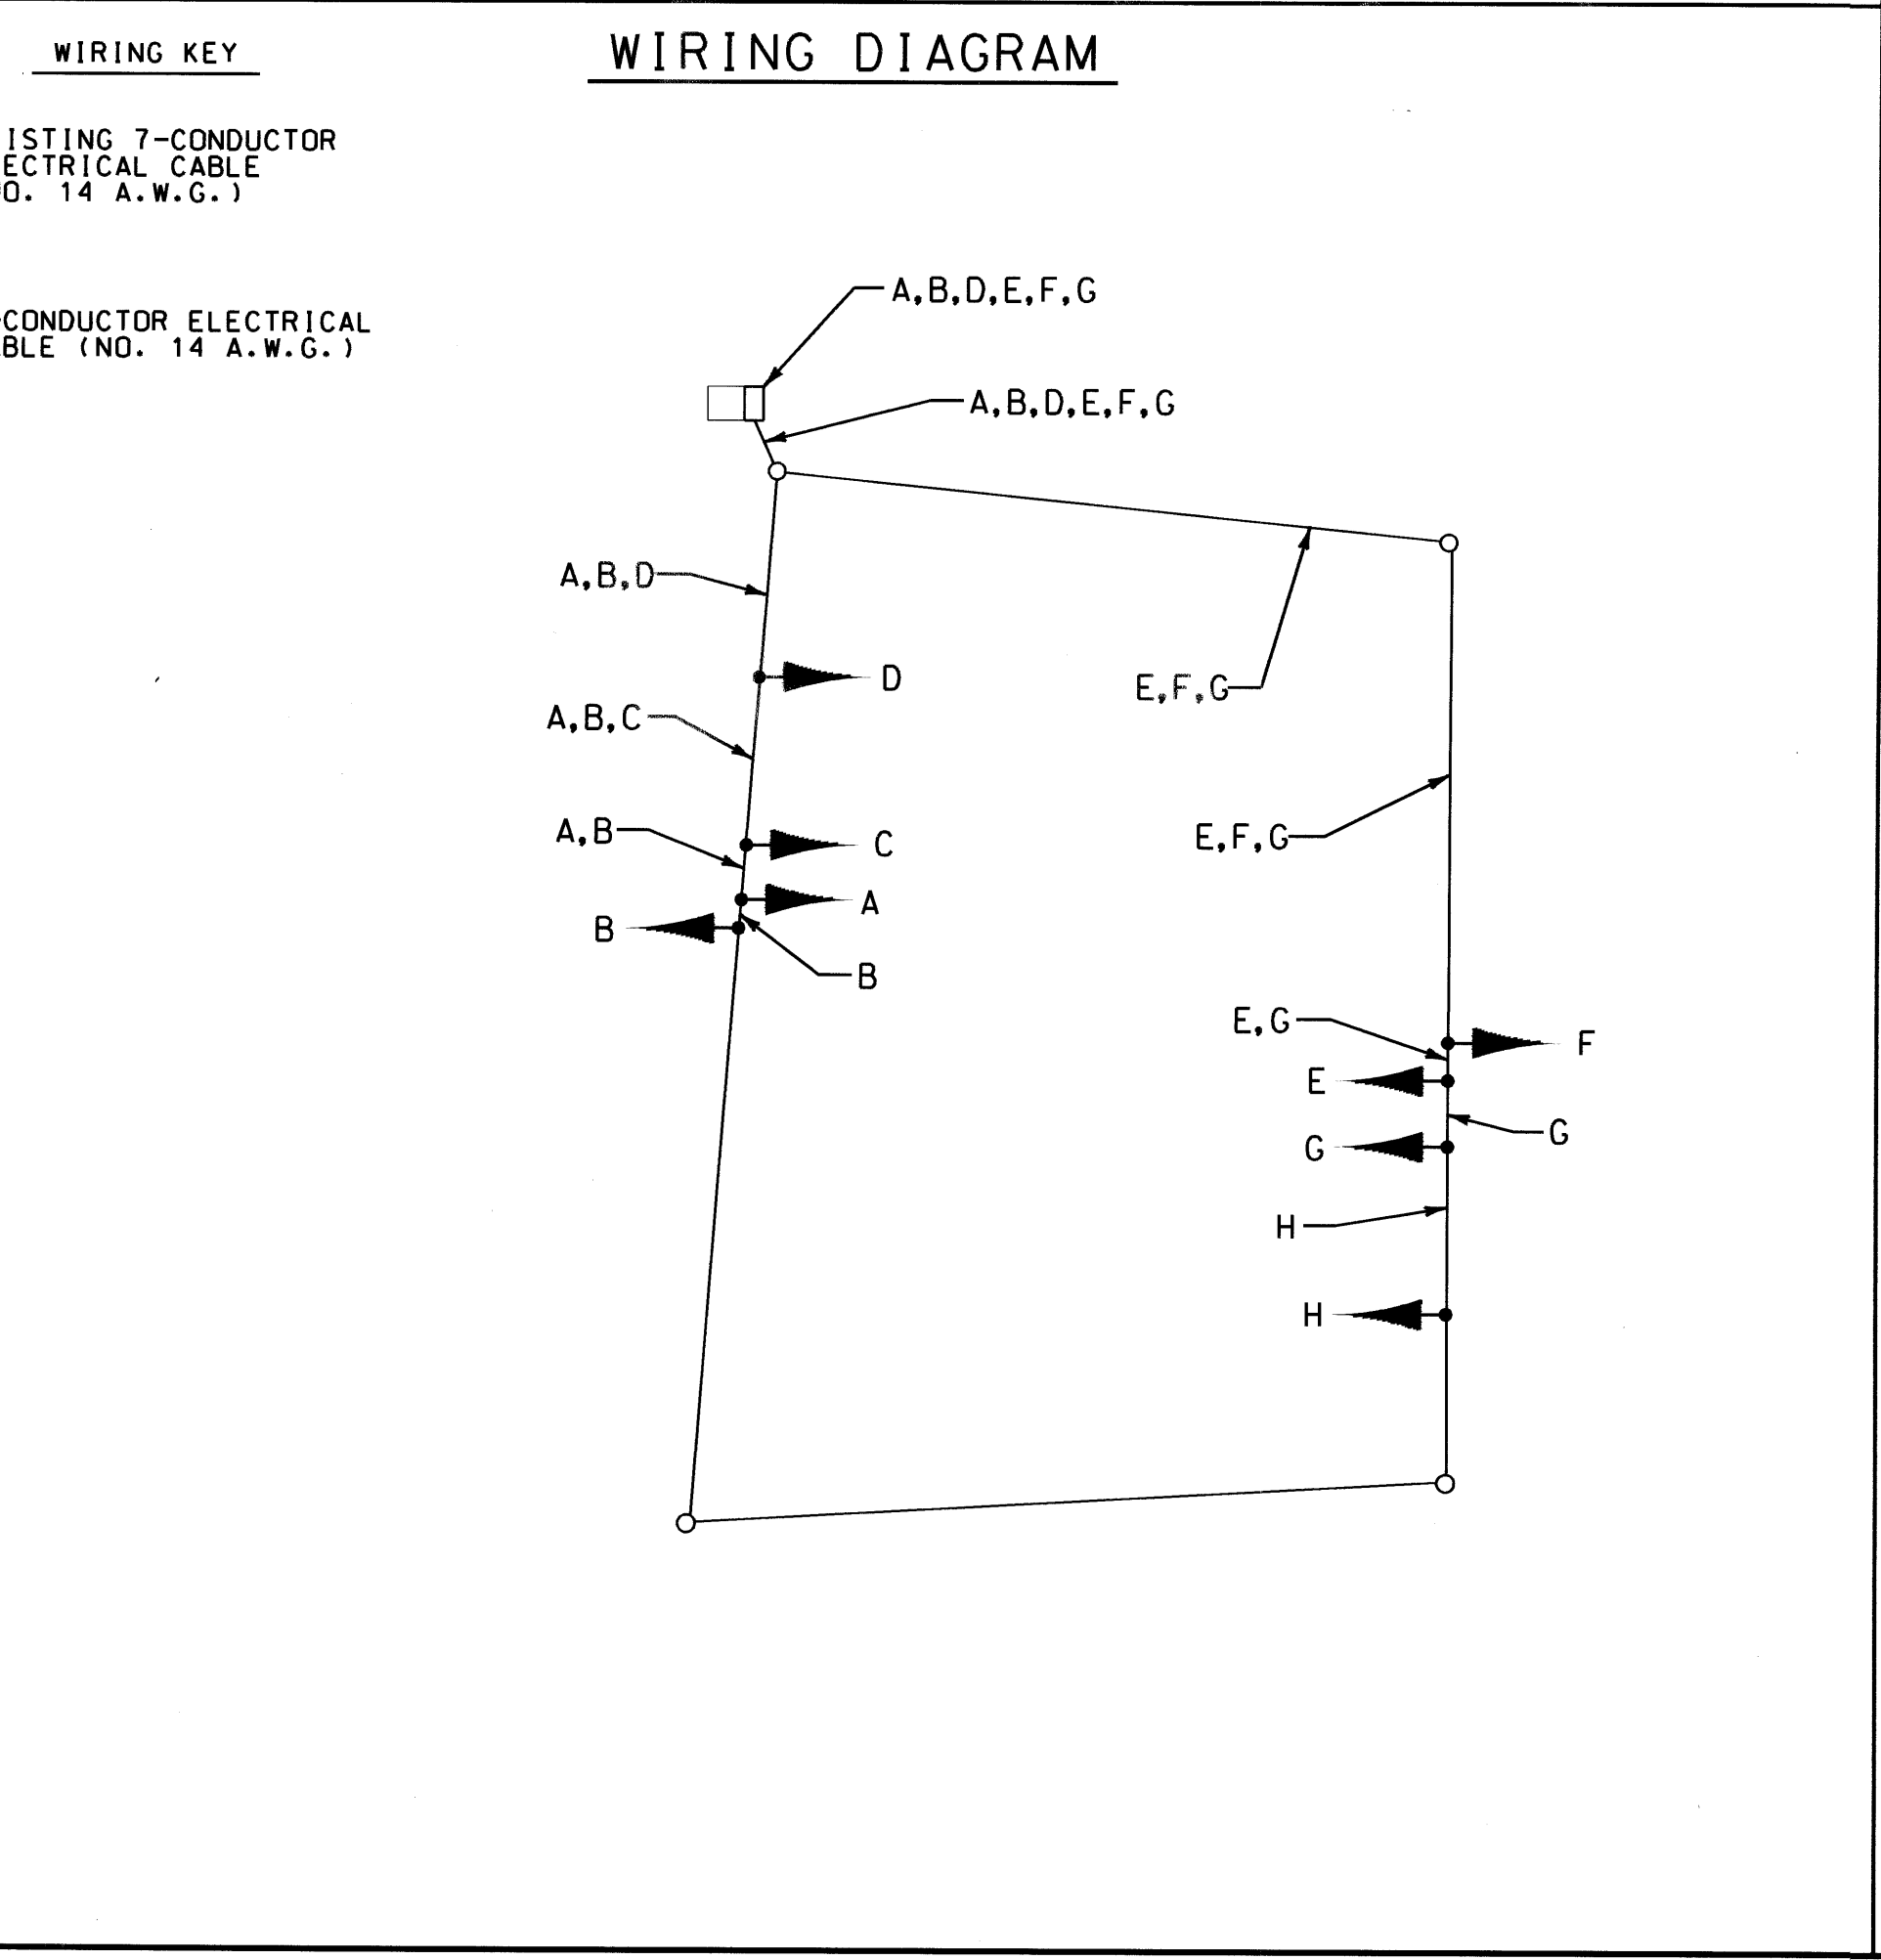 WIRING KEY
WIRING DIAGRAM
ISTING 7-CONDUCTOR
ECTRICAL CABLE
O. 14 A.W.G.)
CONDUCTOR ELECTRICAL
BLE (NO. 14 A.W.G.)
A,B,D,E,F,G
A,B,D,E,F,G
A,B,D
D
E,F,G
A,B,C
A,B
C
E,F,G
A
B
B
E,G
F
E
G
G
H
H